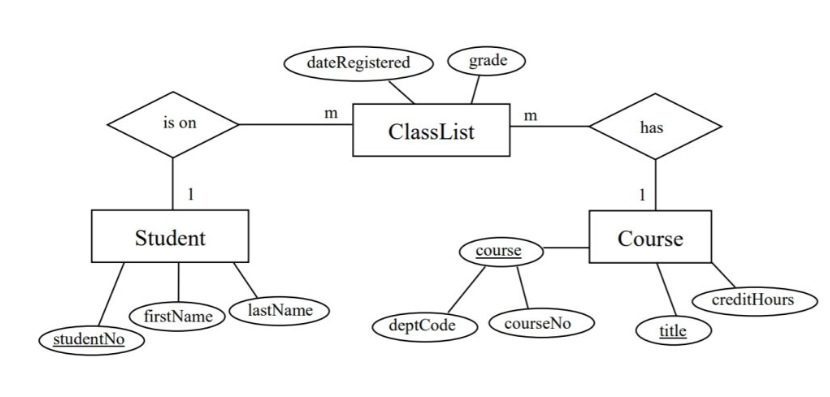 dateRegistered
grade
is on
m
ClassList
m
has
1
1
Student
course
Course
studentNo
firstName
lastName
deptCode
courseNo
title
creditHours